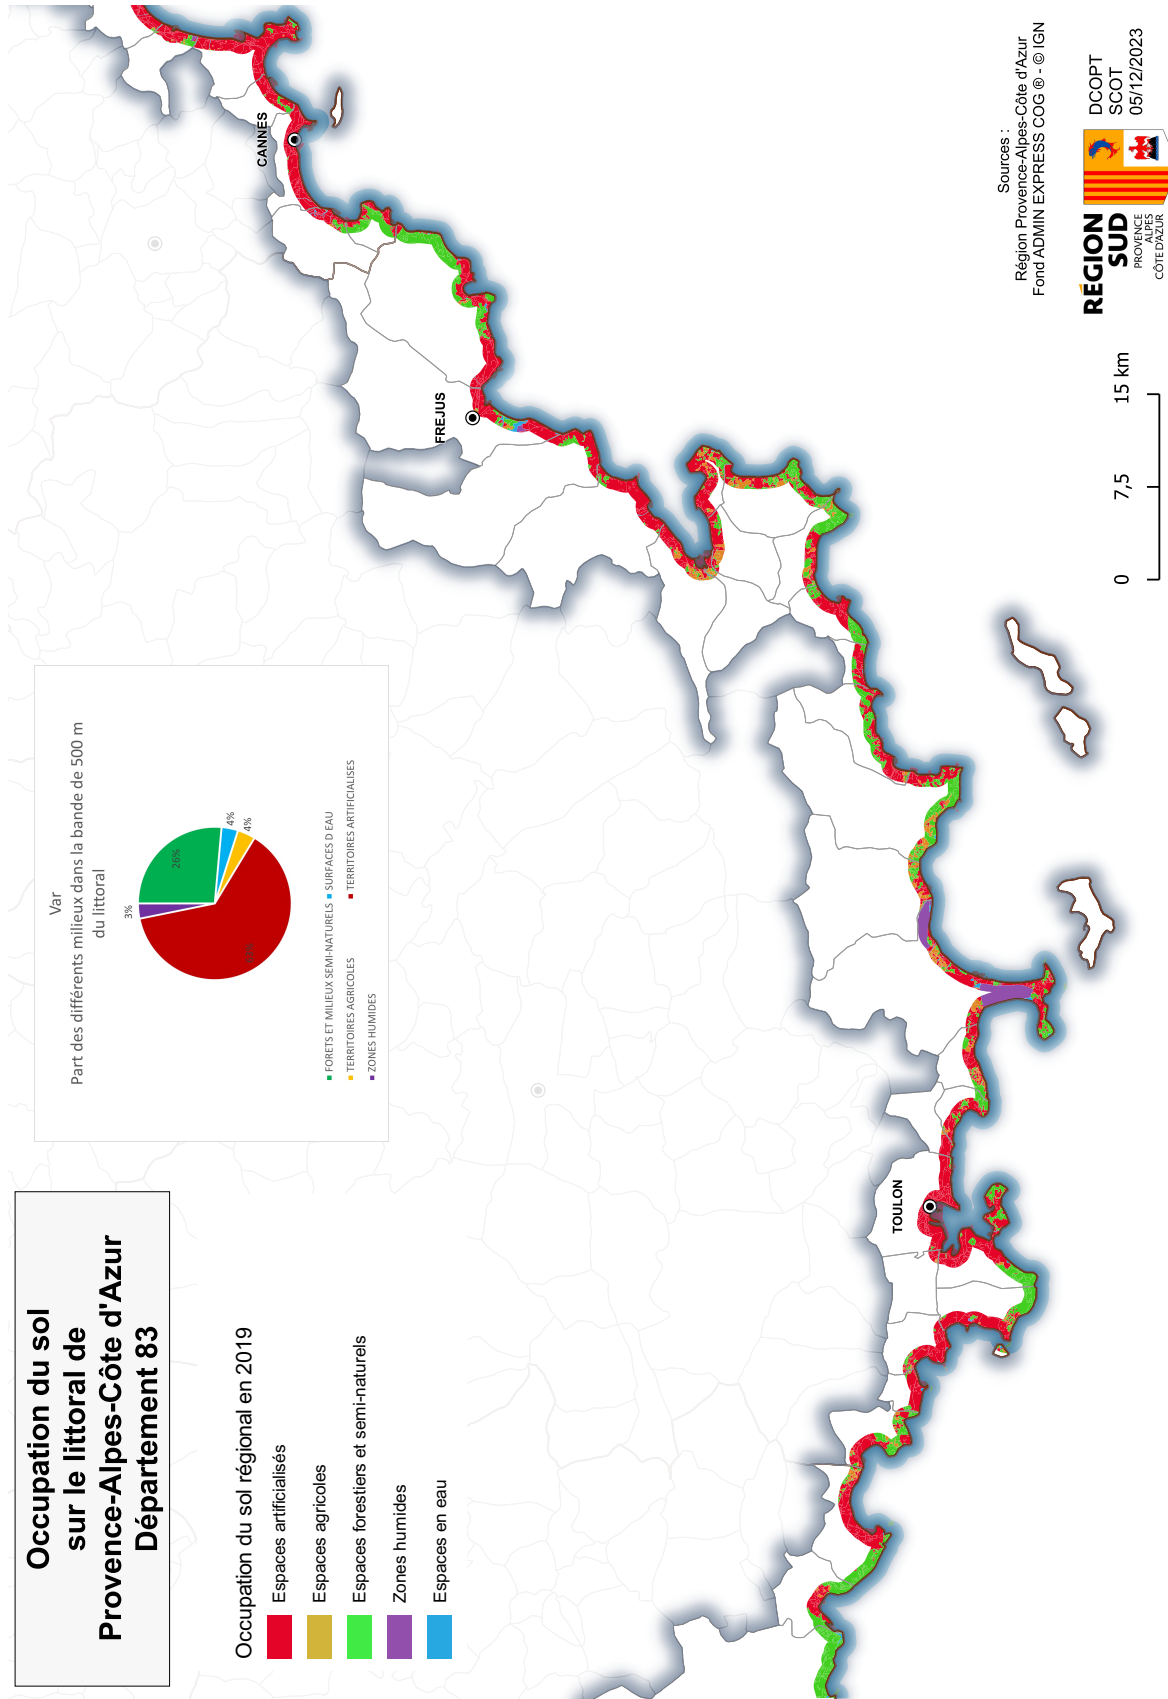 Occupation du sol
sur le littoral de
Provence-Alpes-Côte d'Azur
Département 83
Occupation du sol régional en 2019
Espaces artificialisés
Espaces agricoles
Espaces forestiers et semi-naturels
Zones humides
Espaces en eau
Var
Part des différents milieux dans la bande de 500 m
du littoral
3%
26%
4%
4%
FORETS ET MILIEUX SEMI-NATURELS
SURFACES D EAU
TERRITOIRES AGRICOLES
TERRITOIRES ARTIFICIALISES
ZONES HUMIDES
CANNES
FREJUS
TOULON
0
7,5
15 km
Sources :
Région Provence-Alpes-Côte d'Azur
Fond ADMIN EXPRESS COG ® - © IGN
RÉGION
SUD
PROVENCE
ALPES
CÔTE D'AZUR
DCOPT
SCOT
05/12/2023